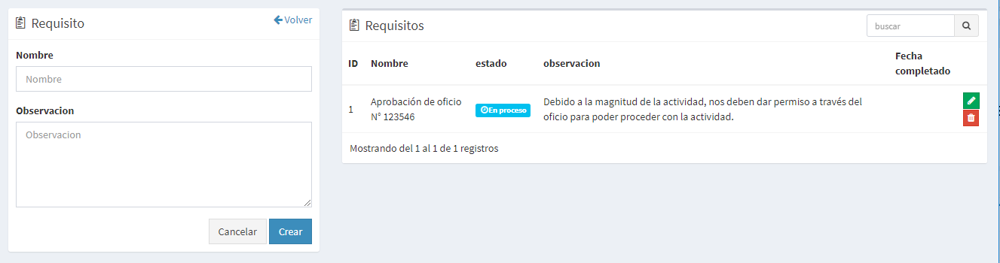 Requisito
Volver
Nombre
Nombre
Observacion
Observacion
Cancelar
Crear
Requisitos
buscar
ID
Nombre
estado
observacion
Fecha
completado
1
Aprobación de oficio
N° 123546
En proceso
Debido a la magnitud de la actividad, nos deben dar permiso a través del
oficio para poder proceder con la actividad.
Mostrando del 1 al 1 de 1 registros